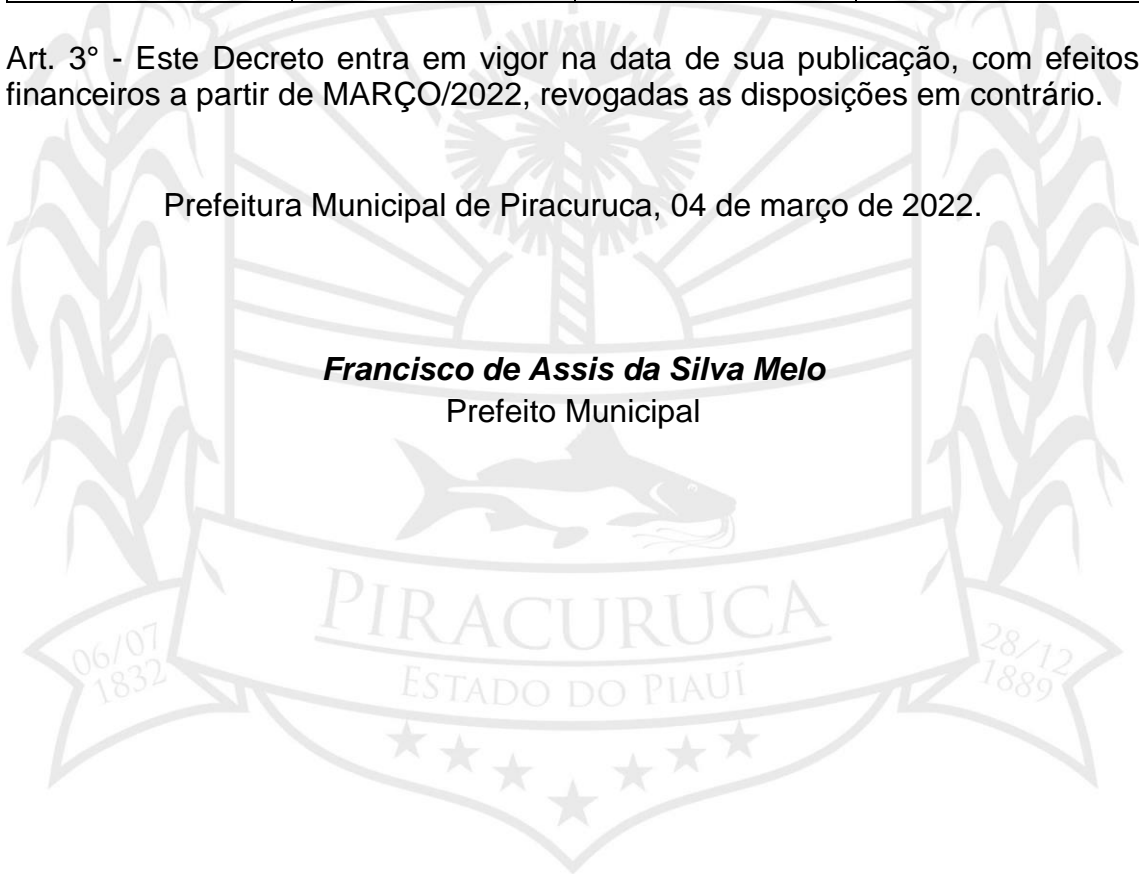 Art. 3° - Este Decreto entra em vigor na data de sua publicação, com efeitos
financeiros a partir de MARÇO/2022, revogadas as disposições em contrário.
Prefeitura Municipal de Piracuruca, 04 de março de 2022.
Francisco de Assis da Silva Melo
Prefeito Municipal
PIRACURUCA
06/07
1832
28/12
1889
ESTADO DO PIAUÍ